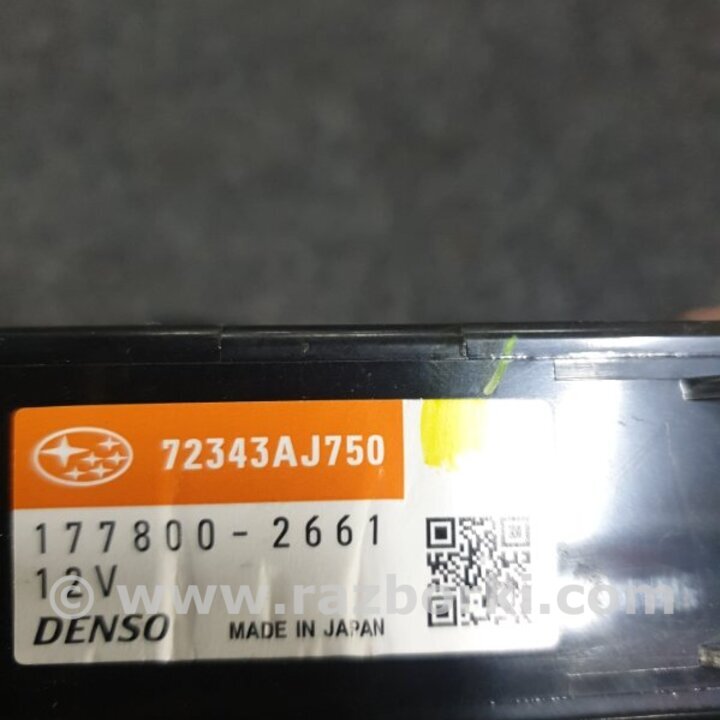 72343AJ750
177800-2661
12V
© www.razborki.com
DENSO MADE IN JAPAN